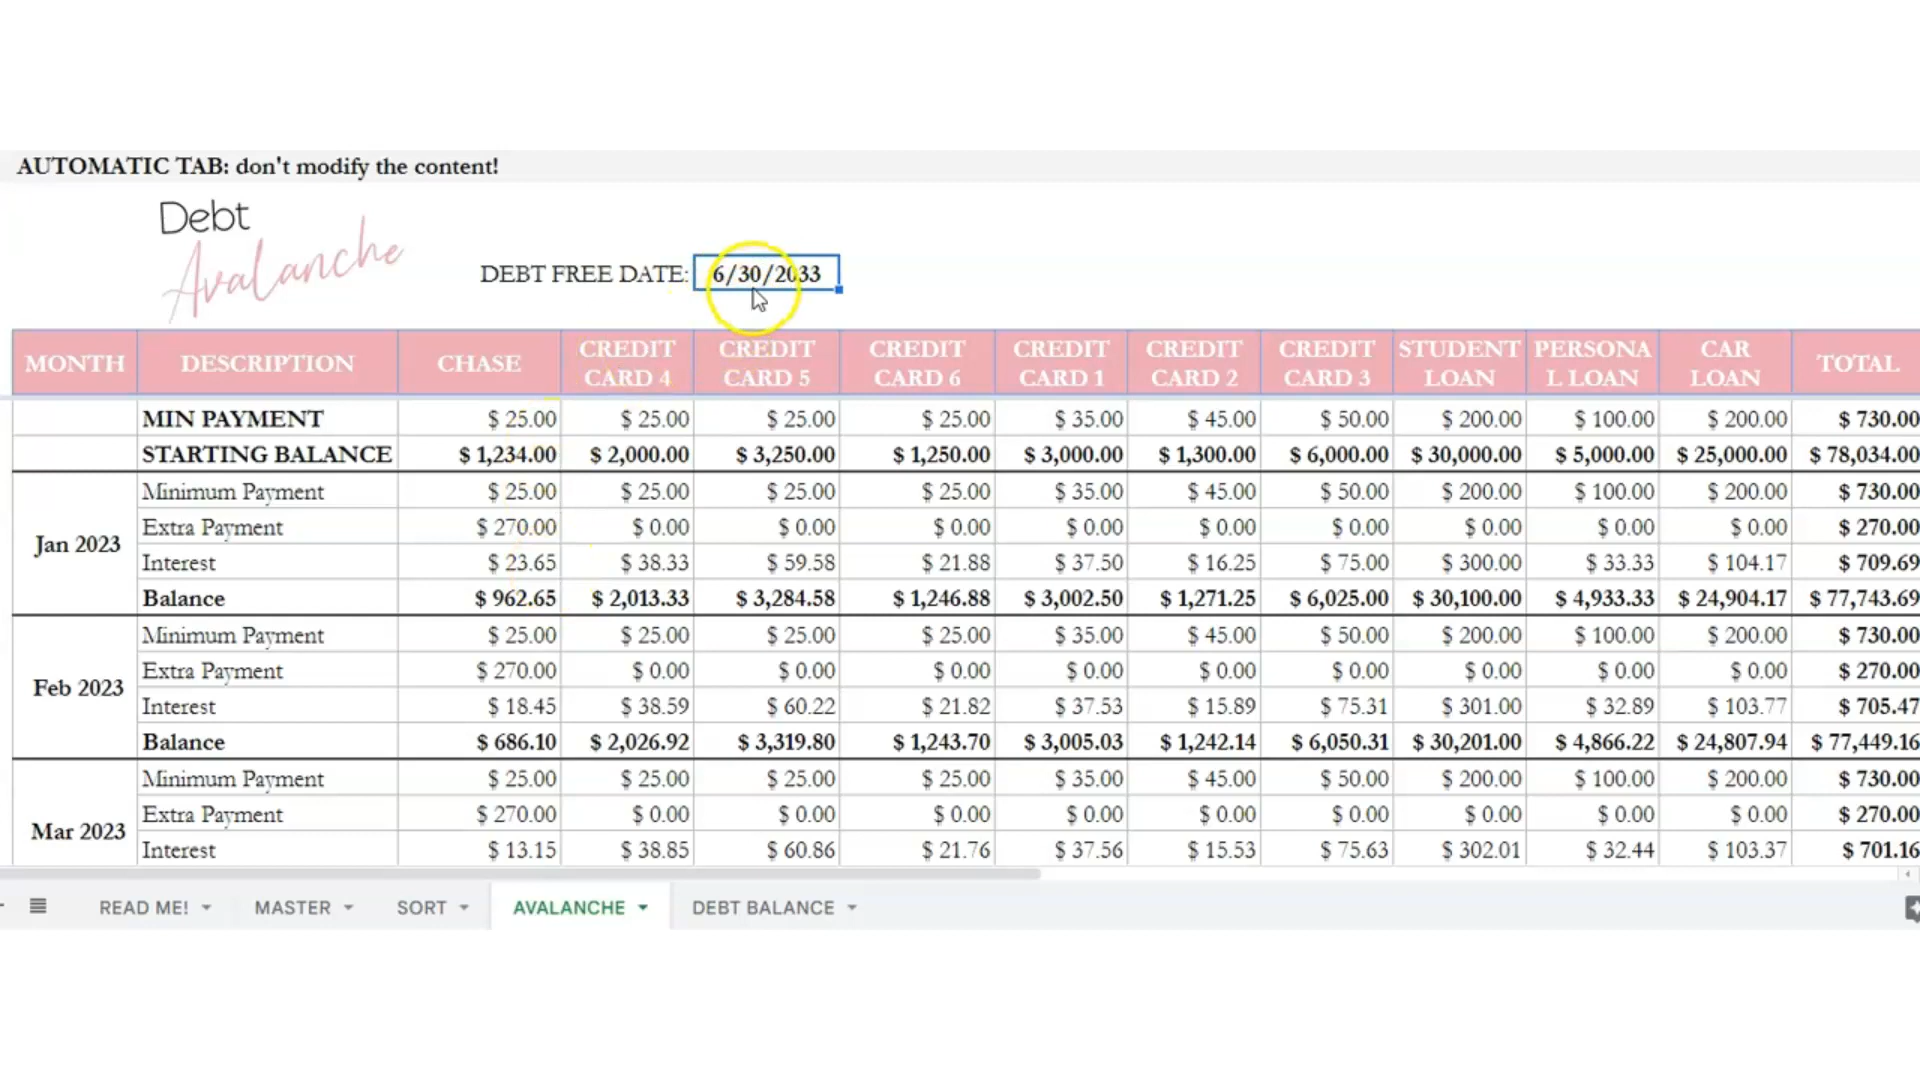 AUTOMATIC TAB: don't modify the content!
Debt
Avalanche
DEBT FREE DATE: 6/30/2033
MONTH DESCRIPTION CHASE CREDIT CARD 4 CREDIT CARD 5 CREDIT CARD 6 CREDIT CARD 1 CREDIT CARD 2 CREDIT CARD 3 STUDENT LOAN PERSONA L LOAN CAR LOAN TOTAL
MIN PAYMENT $ 25.00 $ 25.00 $ 25.00 $ 25.00 $ 35.00 $ 45.00 $ 50.00 $ 200.00 $ 100.00 $ 200.00 $ 730.00
STARTING BALANCE $ 1,234.00 $ 2,000.00 $ 3,250.00 $ 1,250.00 $ 3,000.00 $ 1,300.00 $ 6,000.00 $ 30,000.00 $ 5,000.00 $ 25,000.00 $ 78,034.00
Jan 2023
Minimum Payment $ 25.00 $ 25.00 $ 25.00 $ 25.00 $ 35.00 $ 45.00 $ 50.00 $ 200.00 $ 100.00 $ 200.00 $ 730.00
Extra Payment $ 270.00 $ 0.00 $ 0.00 $ 0.00 $ 0.00 $ 0.00 $ 0.00 $ 0.00 $ 0.00 $ 0.00 $ 270.00
Interest $ 23.65 $ 38.33 $ 59.58 $ 21.88 $ 37.50 $ 16.25 $ 75.00 $ 300.00 $ 33.33 $ 104.17 $ 709.69
Balance $ 962.65 $ 2,013.33 $ 3,284.58 $ 1,246.88 $ 3,002.50 $ 1,271.25 $ 6,025.00 $ 30,100.00 $ 4,933.33 $ 24,904.17 $ 77,743.69
Feb 2023
Minimum Payment $ 25.00 $ 25.00 $ 25.00 $ 25.00 $ 35.00 $ 45.00 $ 50.00 $ 200.00 $ 100.00 $ 200.00 $ 730.00
Extra Payment $ 270.00 $ 0.00 $ 0.00 $ 0.00 $ 0.00 $ 0.00 $ 0.00 $ 0.00 $ 0.00 $ 0.00 $ 270.00
Interest $ 18.45 $ 38.59 $ 60.22 $ 21.82 $ 37.53 $ 15.89 $ 75.31 $ 301.00 $ 32.89 $ 103.77 $ 705.47
Balance $ 686.10 $ 2,026.92 $ 3,319.80 $ 1,243.70 $ 3,005.03 $ 1,242.14 $ 6,050.31 $ 30,201.00 $ 4,866.22 $ 24,807.94 $ 77,449.16
Mar 2023
Minimum Payment $ 25.00 $ 25.00 $ 25.00 $ 25.00 $ 35.00 $ 45.00 $ 50.00 $ 200.00 $ 100.00 $ 200.00 $ 730.00
Extra Payment $ 270.00 $ 0.00 $ 0.00 $ 0.00 $ 0.00 $ 0.00 $ 0.00 $ 0.00 $ 0.00 $ 0.00 $ 270.00
Interest $ 13.15 $ 38.85 $ 60.86 $ 21.76 $ 37.56 $ 15.53 $ 75.63 $ 302.01 $ 32.44 $ 103.37 $ 701.16
READ ME! MASTER SORT AVALANCHE DEBT BALANCE